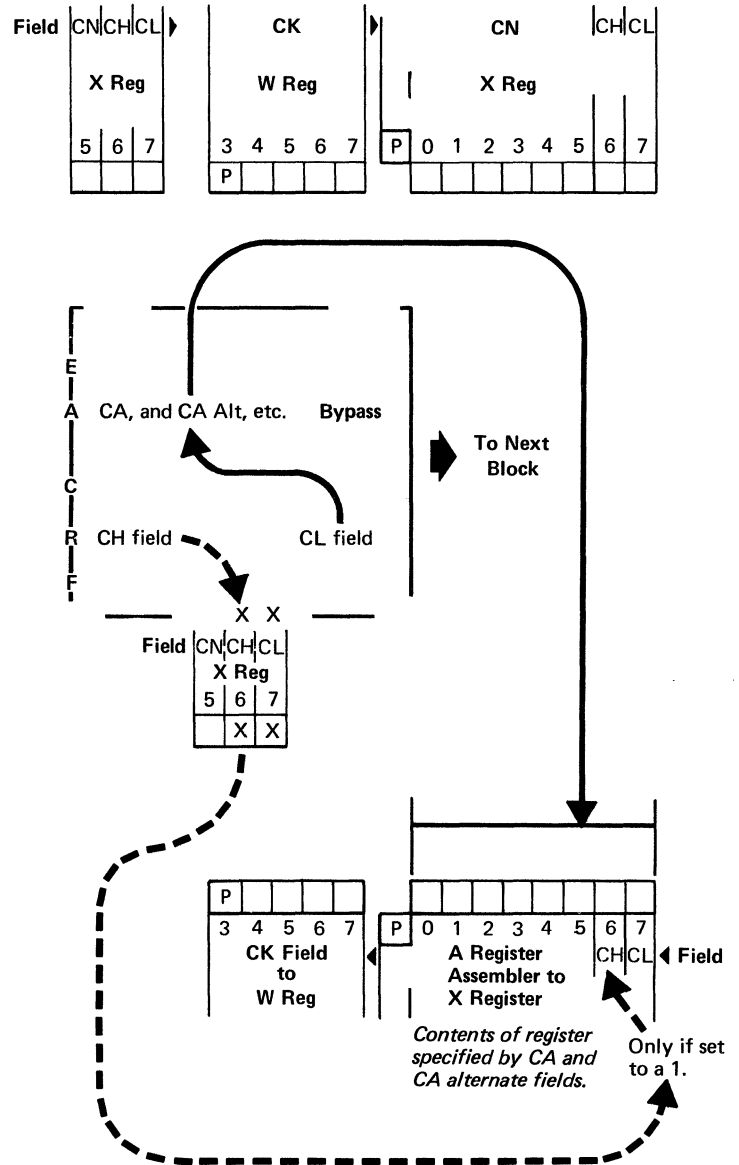 Field CN CH CL CK CN CH CL
X Reg W Reg X Reg
5 6 7 3 4 5 6 7 P 0 1 2 3 4 5 6 7
P
E
A CA, and CA Alt, etc. Bypass
To Next
Block
C
R CH field CL field
F
X X
Field CN CH CL
X Reg
5 6 7
X X
P
3 4 5 6 7 P 0 1 2 3 4 5 6 7
CK Field
to
W Reg
A Register
Assembler to
X Register
CH CL Field
Contents of register
specified by CA and
CA alternate fields.
Only if set
to a 1.